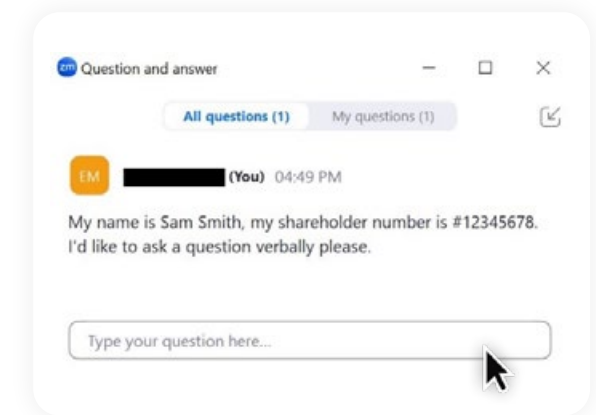 zm Question and answer
All questions (1) My questions (1)
EM (You) 04:49 PM
My name is Sam Smith, my shareholder number is #12345678.
I'd like to ask a question verbally please.
Type your question here...